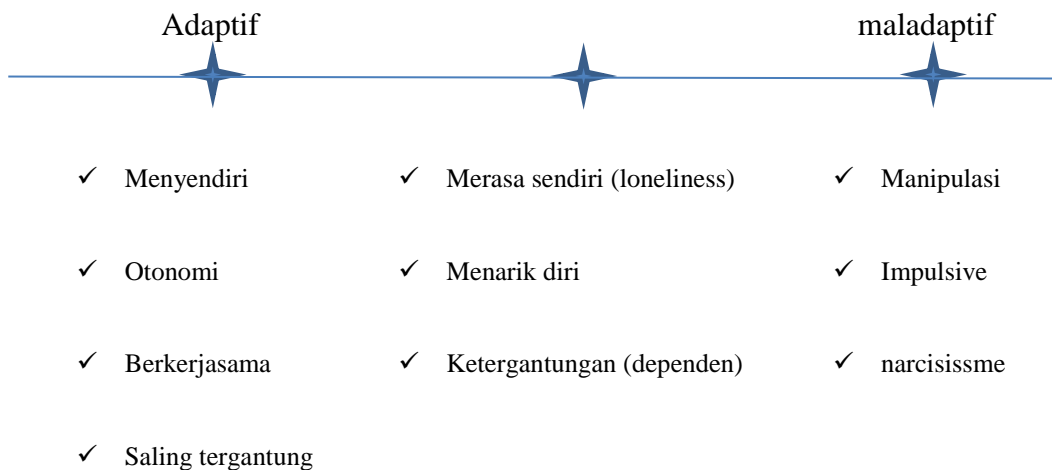 Adaptif maladaptif
✓ Menyendiri ✓ Merasa sendiri (loneliness) ✓ Manipulasi
✓ Otonomi ✓ Menarik diri ✓ Impulsive
✓ Berkerjasama ✓ Ketergantungan (dependen) ✓ narcisissme
✓ Saling tergantung